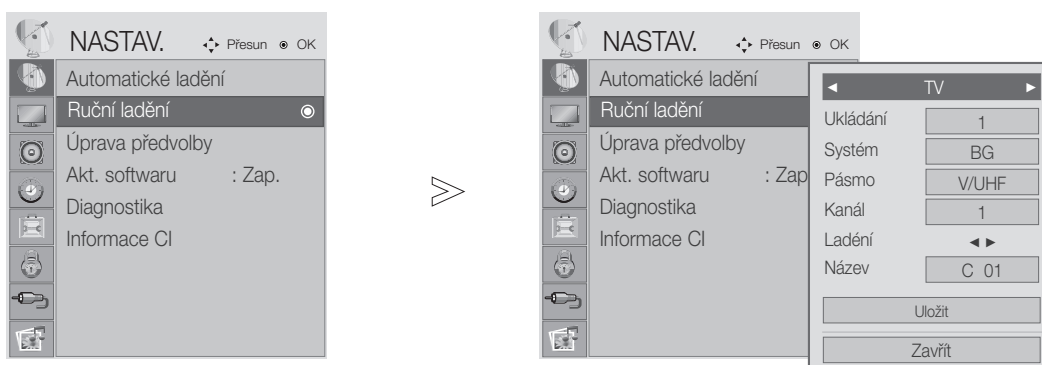 NASTAV. Přesun OK
Automatické ladění
Ruční ladění
Úprava předvolby
Akt. softwaru : Zap.
Diagnostika
Informace CI
NASTAV. Přesun OK
Automatické ladění
Ruční ladění
Úprava předvolby
Akt. softwaru : Zap
Diagnostika
Informace CI
◄ TV ►
Ukládání 1
Systém BG
Pásmo V/UHF
Kanál 1
Ladění ◄ ►
Název C 01
Uložit
Zavřít